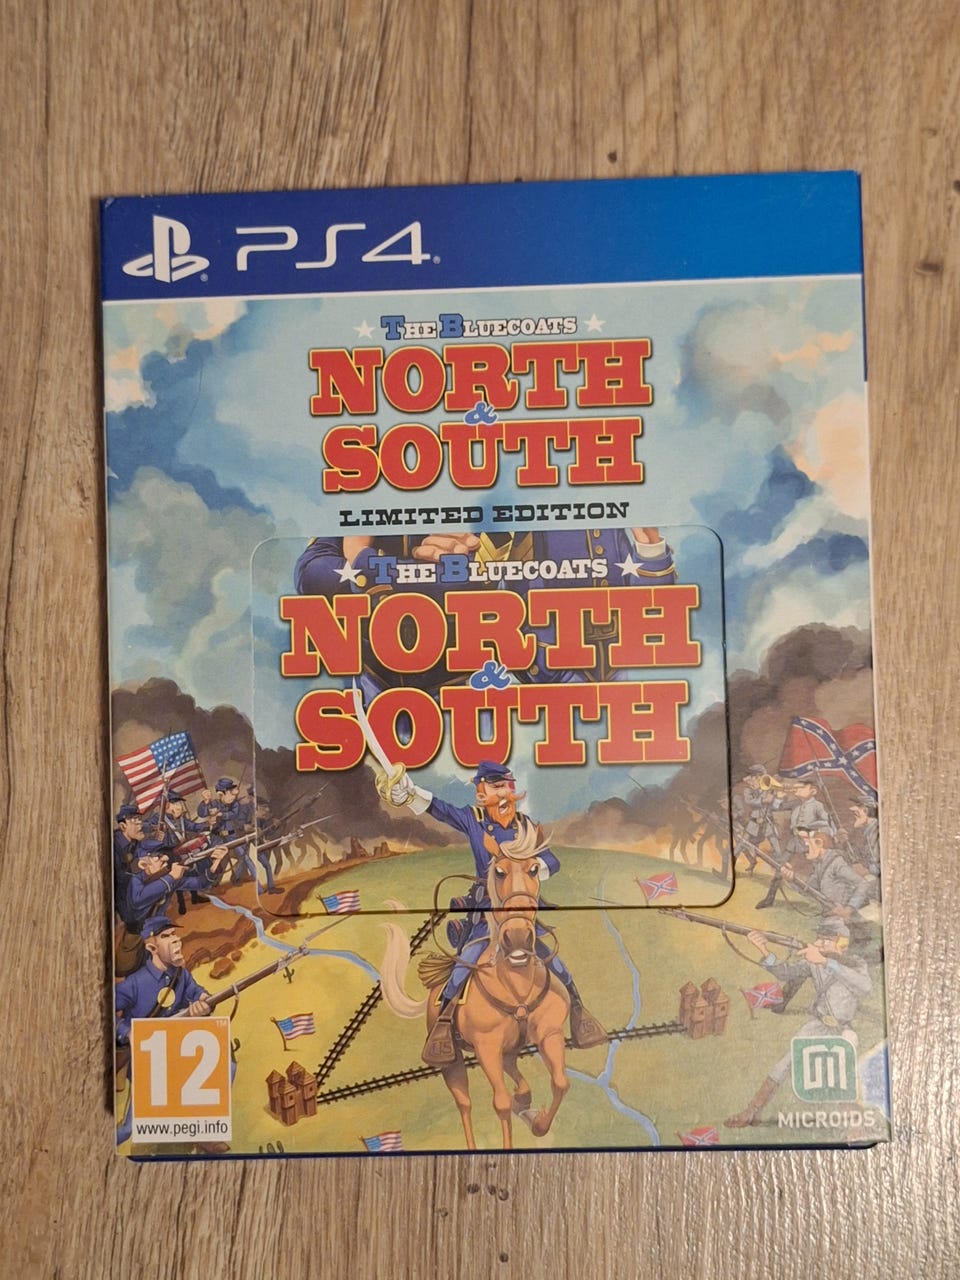 PS4
THE BLUECOATS
NORTH
&
SOUTH
LIMITED EDITION
THE BLUECOATS
NORTH
&
SOUTH
12
www.pegi.info
MICROIDS